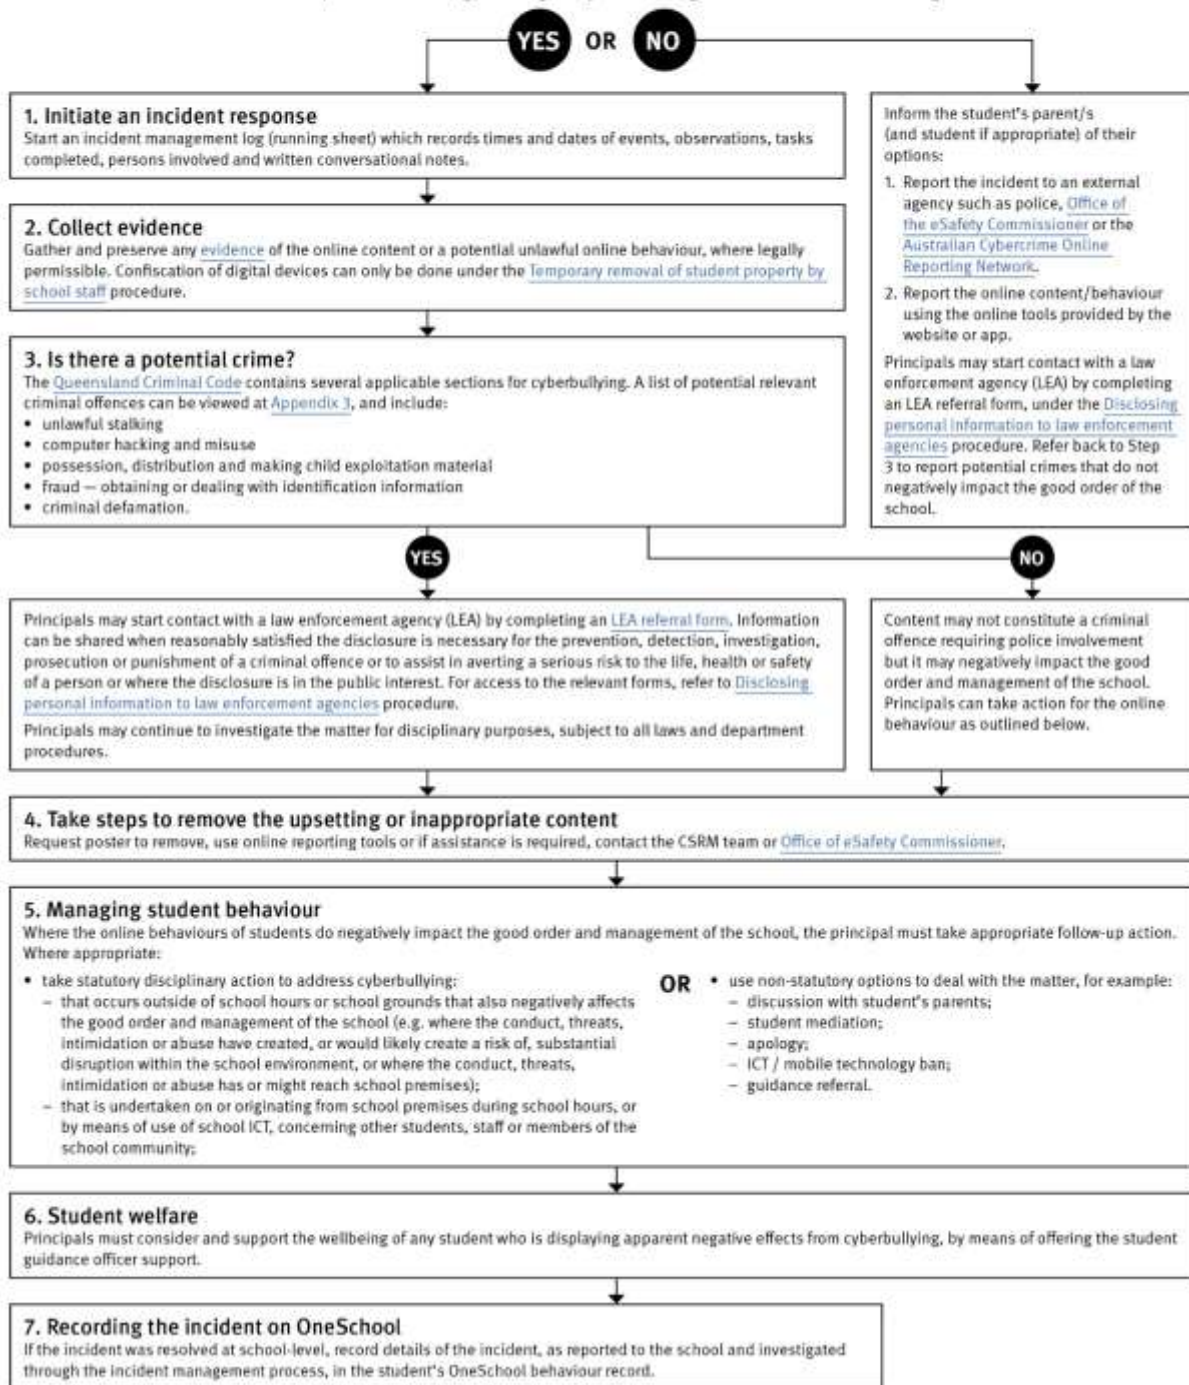 YES OR NO
1. Initiate an incident response
Start an incident management log (running sheet) which records times and dates of events, observations, tasks
completed, persons involved and written conversational notes.
Inform the student's parent/s
(and student if appropriate) of their
options:
1. Report the incident to an external
agency such as police, Office of
the eSafety Commissioner or the
Australian Cybercrime Online
Reporting Network.
2. Report the online content/behaviour
using the online tools provided by the
website or app.
Principals may start contact with a law
enforcement agency (LEA) by completing
an LEA referral form, under the Disclosing
personal information to law enforcement
agencies procedure. Refer back to Step
3 to report potential crimes that do not
negatively impact the good order of the
school.
2. Collect evidence
Gather and preserve any evidence of the online content or a potential unlawful online behaviour, where legally
permissible. Confiscation of digital devices can only be done under the Temporary removal of student property by
school staff procedure.
3. Is there a potential crime?
The Queensland Criminal Code contains several applicable sections for cyberbullying. A list of potential relevant
criminal offences can be viewed at Appendix 3, and include:
• unlawful stalking
• computer hacking and misuse
• possession, distribution and making child exploitation material
• fraud — obtaining or dealing with identification information
• criminal defamation.
YES
NO
Principals may start contact with a law enforcement agency (LEA) by completing an LEA referral form. Information
can be shared when reasonably satisfied the disclosure is necessary for the prevention, detection, investigation,
prosecution or punishment of a criminal offence or to assist in averting a serious risk to the life, health or safety
of a person or where the disclosure is in the public interest. For access to the relevant forms, refer to Disclosing
personal information to law enforcement agencies procedure.
Principals may continue to investigate the matter for disciplinary purposes, subject to all laws and department
procedures.
Content may not constitute a criminal
offence requiring police involvement
but it may negatively impact the good
order and management of the school.
Principals can take action for the online
behaviour as outlined below.
4. Take steps to remove the upsetting or inappropriate content
Request poster to remove, use online reporting tools or if assistance is required, contact the CSRM team or Office of eSafety Commissioner.
5. Managing student behaviour
Where the online behaviours of students do negatively impact the good order and management of the school, the principal must take appropriate follow-up action.
Where appropriate:
• take statutory disciplinary action to address cyberbullying:
– that occurs outside of school hours or school grounds that also negatively affects
the good order and management of the school (e.g. where the conduct, threats,
intimidation or abuse have created, or would likely create a risk of, substantial
disruption within the school environment, or where the conduct, threats,
intimidation or abuse has or might reach school premises);
– that is undertaken on or originating from school premises during school hours, or
by means of use of school ICT, concerning other students, staff or members of the
school community;
OR
• use non-statutory options to deal with the matter, for example:
– discussion with student's parents;
– student mediation;
– apology;
– ICT / mobile technology ban;
– guidance referral.
6. Student welfare
Principals must consider and support the wellbeing of any student who is displaying apparent negative effects from cyberbullying, by means of offering the student
guidance officer support.
7. Recording the incident on OneSchool
If the incident was resolved at school-level, record details of the incident, as reported to the school and investigated
through the incident management process, in the student's OneSchool behaviour record.